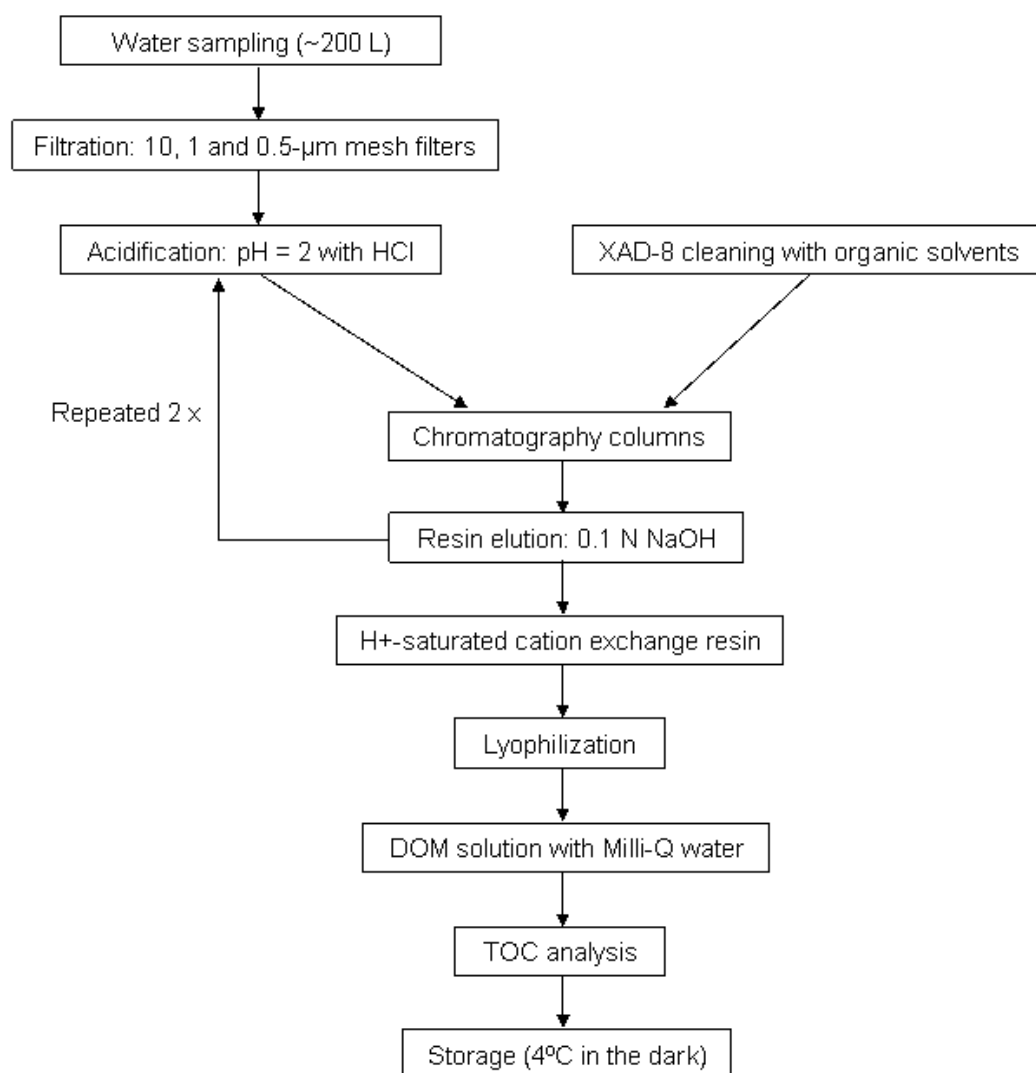 Water sampling (~200 L)
Filtration: 10, 1 and 0.5-µm mesh filters
Acidification: pH = 2 with HCl
XAD-8 cleaning with organic solvents
Repeated 2 x
Chromatography columns
Resin elution: 0.1 N NaOH
H+-saturated cation exchange resin
Lyophilization
DOM solution with Milli-Q water
TOC analysis
Storage (4ºC in the dark)